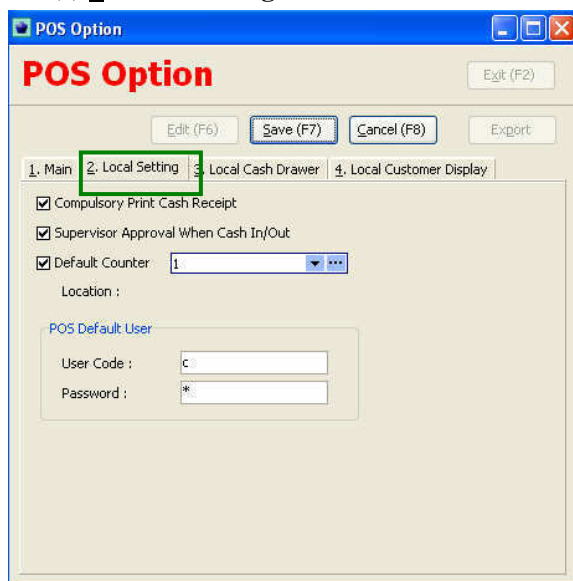 POS Option
POS Option
Exit (F2)
Edit (F6) Save (F7) Cancel (F8) Export
1. Main 2. Local Setting 3. Local Cash Drawer 4. Local Customer Display
Compulsory Print Cash Receipt
Supervisor Approval When Cash In/Out
Default Counter 1
Location :
POS Default User
User Code : c
Password : *